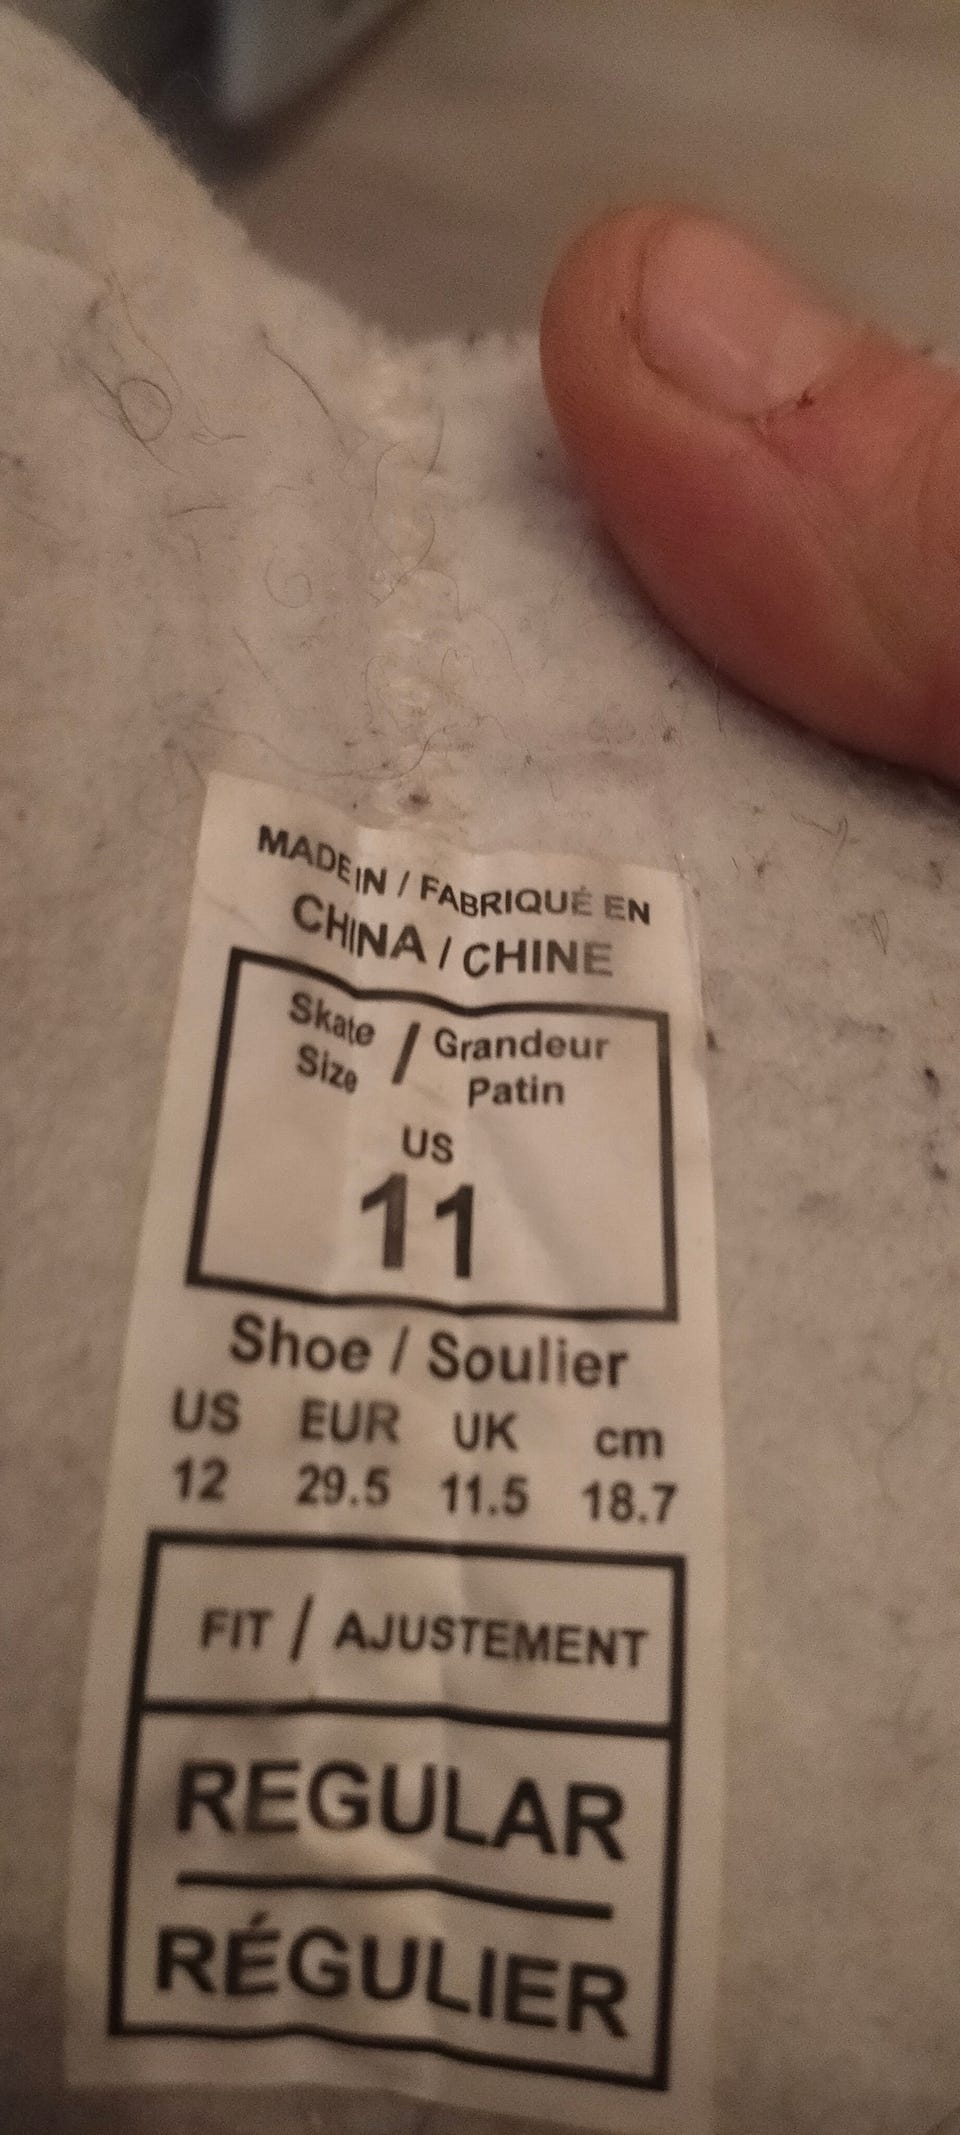 MADE IN / FABRIQUÉ EN
CHINA / CHINE
Skate Size / Grandeur Patin
US
11
Shoe / Soulier
US EUR UK cm
12 29.5 11.5 18.7
FIT / AJUSTEMENT
REGULAR
RÉGULIER